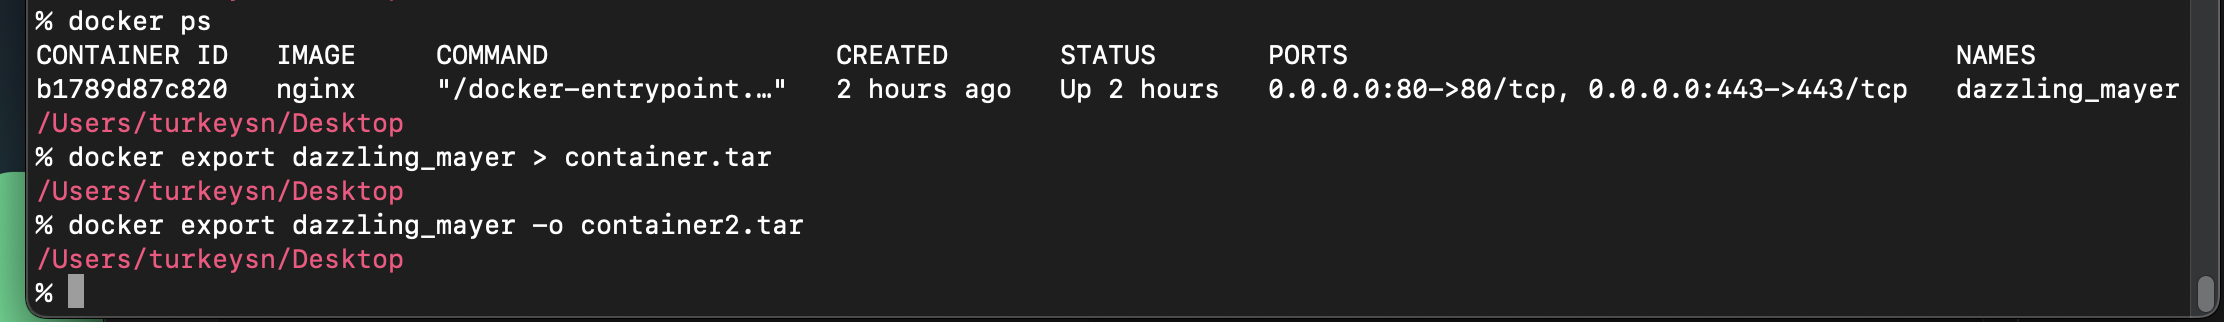 % docker ps
CONTAINER ID   IMAGE     COMMAND                  CREATED       STATUS       PORTS                                      NAMES
b1789d87c820   nginx     "/docker-entrypoint.…"   2 hours ago   Up 2 hours   0.0.0.0:80->80/tcp, 0.0.0.0:443->443/tcp   dazzling_mayer
/Users/turkeysn/Desktop
% docker export dazzling_mayer > container.tar
/Users/turkeysn/Desktop
% docker export dazzling_mayer -o container2.tar
/Users/turkeysn/Desktop
%